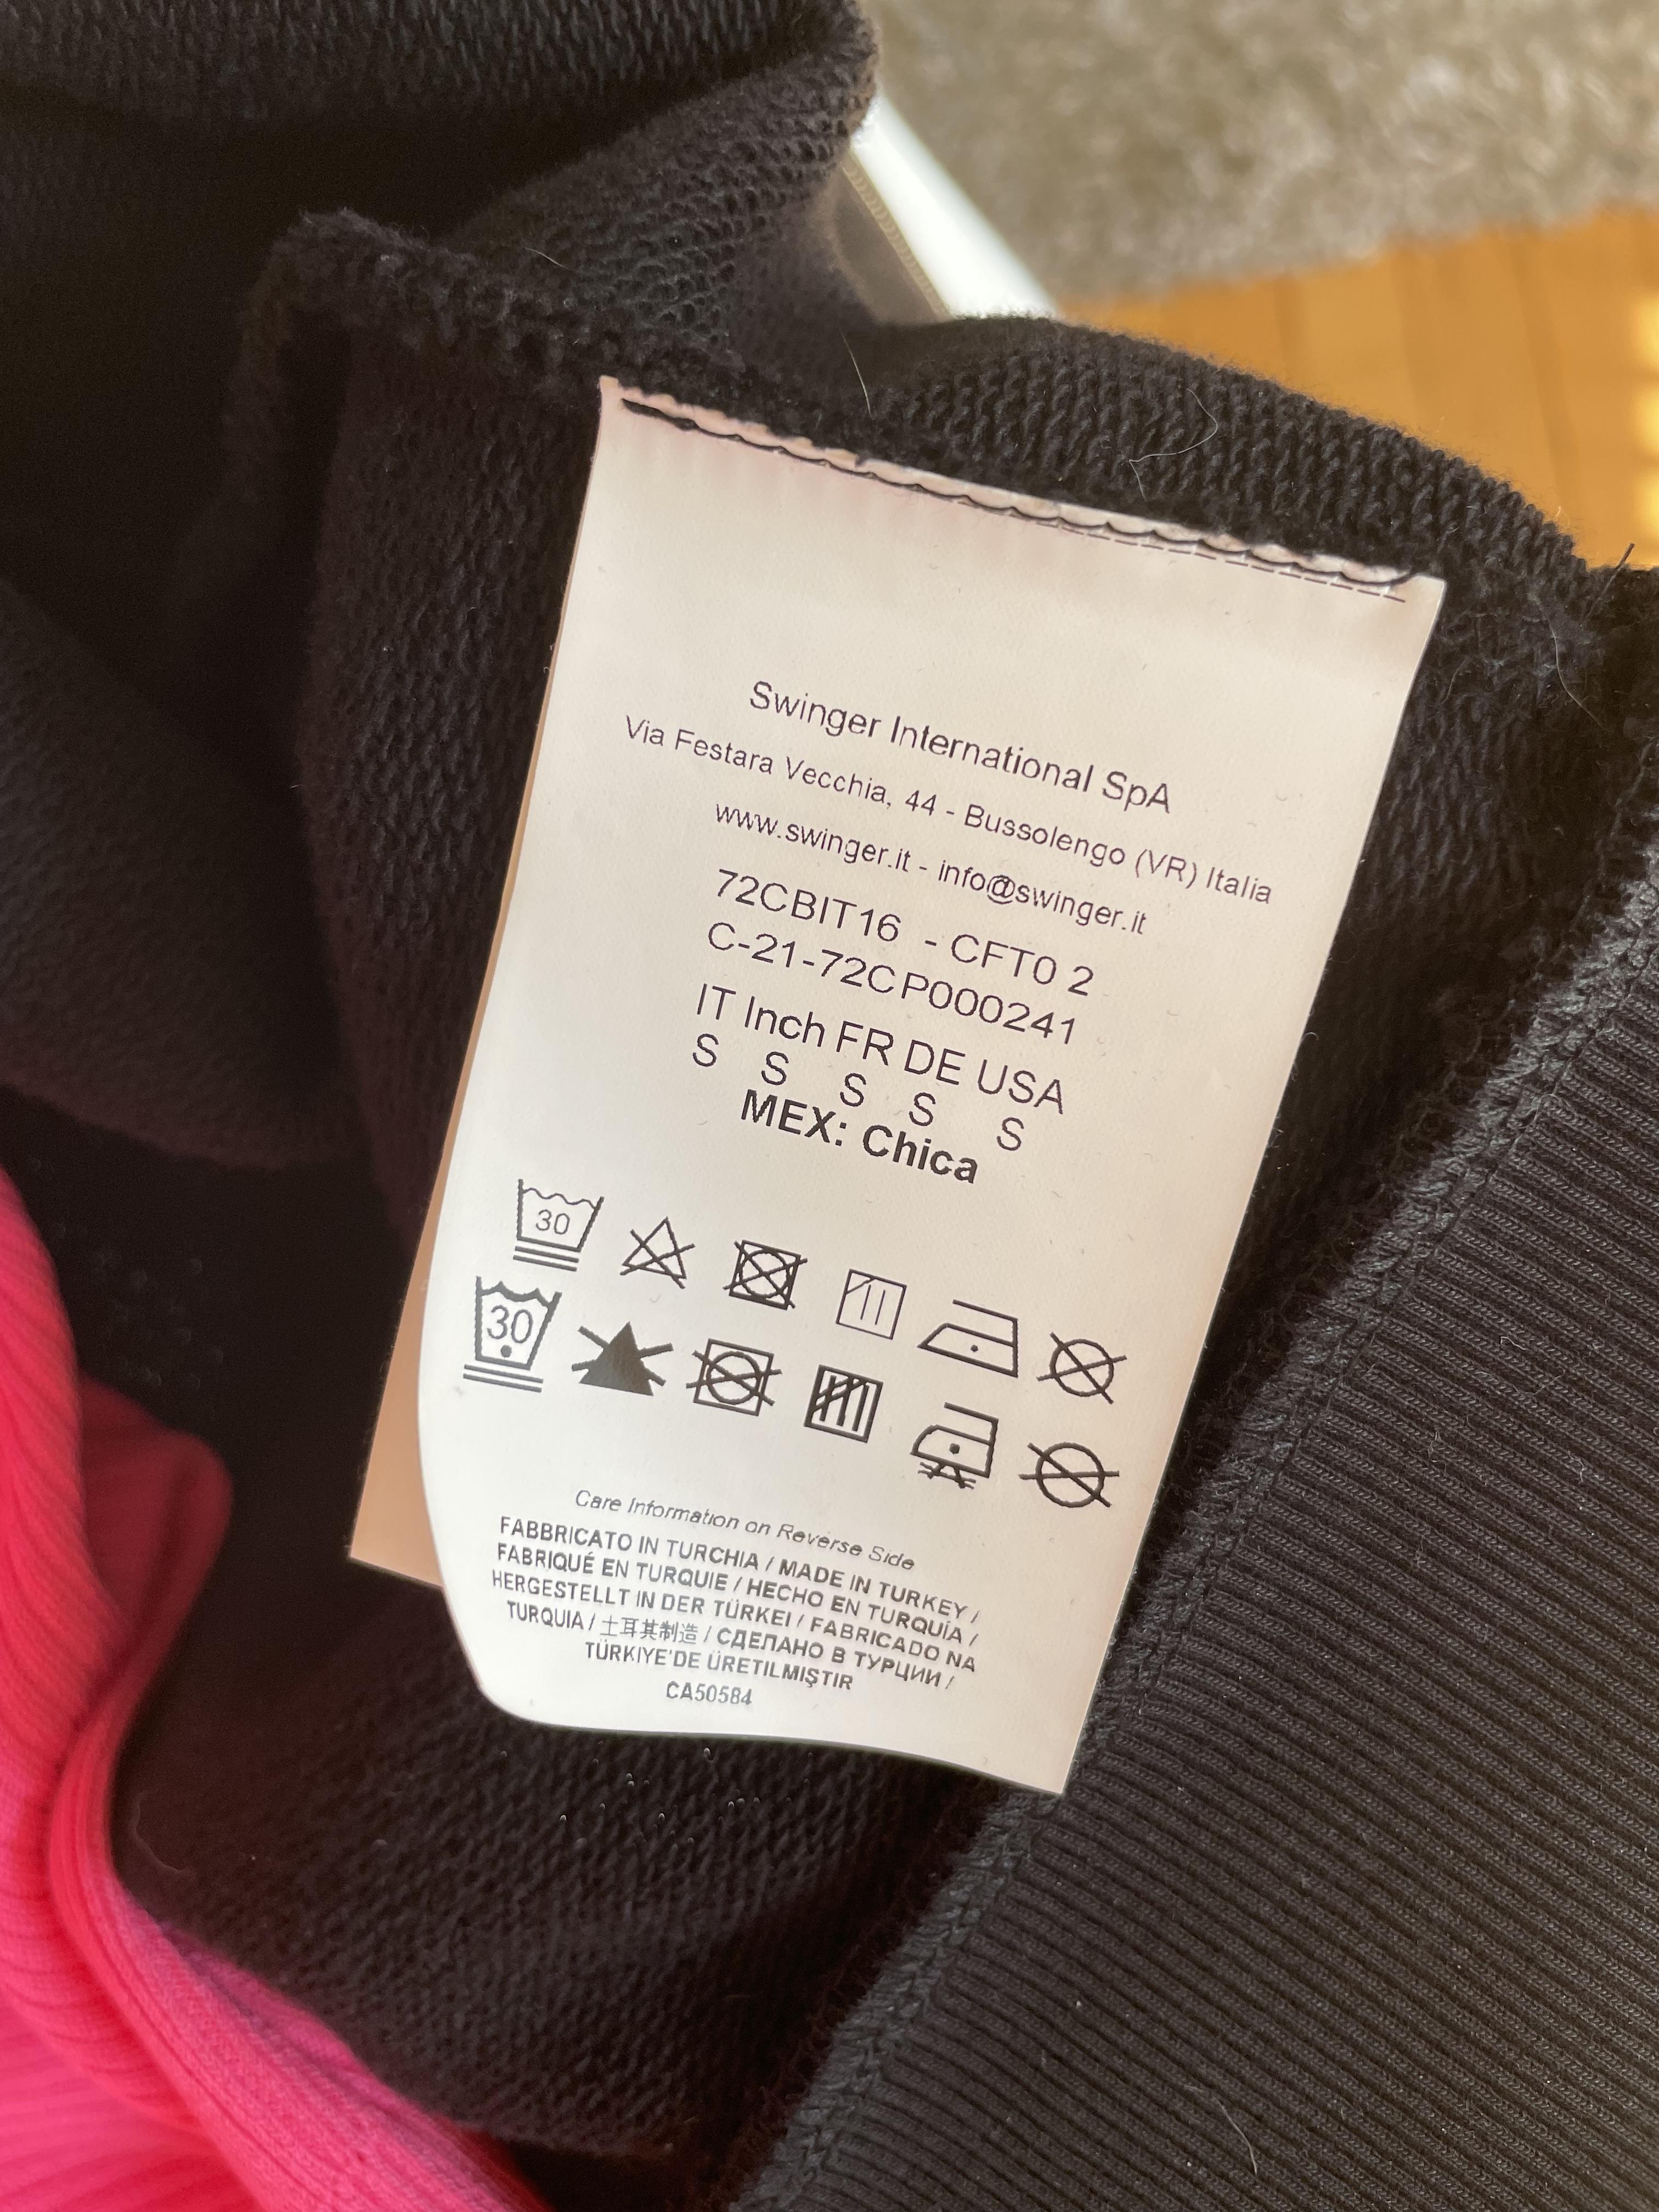 Swinger International SpA
Via Festara Vecchia, 44 - Bussolengo (VR) Italia
www.swinger.it - info@swinger.it
72CBIT16 - CFT0 2
C-21-72CP000241
IT Inch FR DE USA
S S S S S
MEX: Chica
30
30
Care Information on Reverse Side
FABBRICATO IN TURCHIA / MADE IN TURKEY /
FABRIQUÉ EN TURQUIE / HECHO EN TURQUÍA /
HERGESTELLT IN DER TÜRKEI / FABRICADO NA
TURQUIA / 土耳其制造 / СДЕЛАНО В ТУРЦИИ /
TÜRKIYE'DE ÜRETILMIŞTIR
CA50584